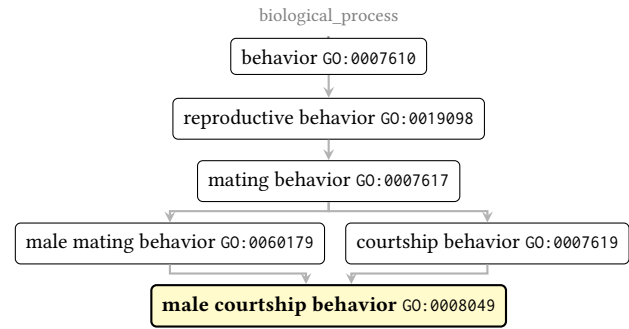 biological_process
behavior GO:0007610
reproductive behavior GO:0019098
mating behavior GO:0007617
male mating behavior GO:0060179
courtship behavior GO:0007619
male courtship behavior GO:0008049